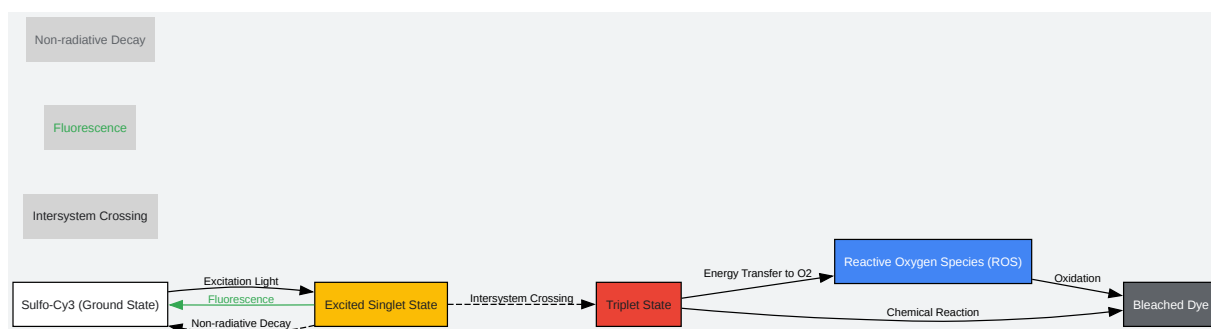 Non-radiative Decay
Fluorescence
Intersystem Crossing
Sulfo-Cy3 (Ground State)
Excitation Light
Fluorescence
Non-radiative Decay
Excited Singlet State
Intersystem Crossing
Triplet State
Energy Transfer to O2
Reactive Oxygen Species (ROS)
Chemical Reaction
Oxidation
Bleached Dye